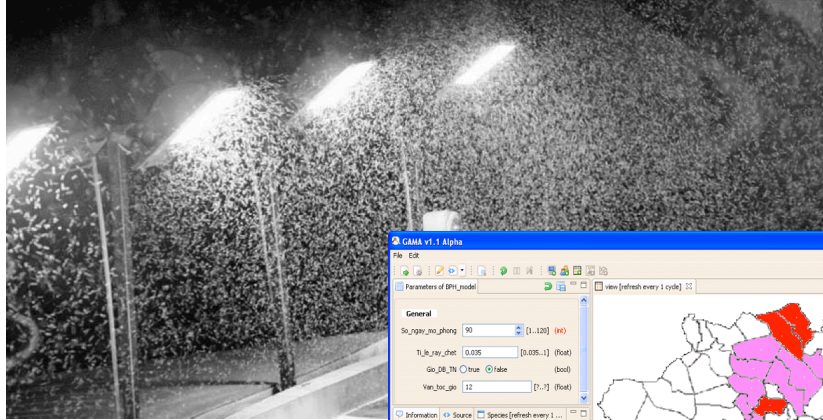 GAMA v1.1 Alpha
File Edit
Parameters of BPH_model
view [refresh every 1 cycle]
General
So_ngay_mo_phong 90 [1..120] (int)
Ti_le_ray_chet 0.035 [0.035..1] (float)
Gio_DB_TN true false (bool)
Van_toc_gio 12 [?..?] (float)
Information Source Species [refresh every 1 ...